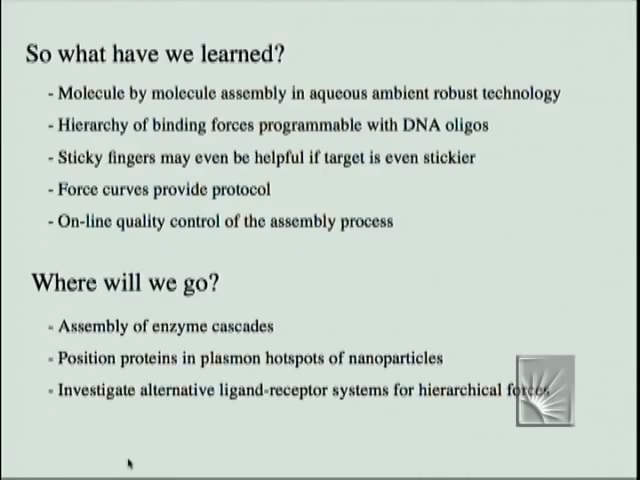 So what have we learned?
- Molecule by molecule assembly in aqueous ambient robust technology
- Hierarchy of binding forces programmable with DNA oligos
- Sticky fingers may even be helpful if target is even stickier
- Force curves provide protocol
- On-line quality control of the assembly process
Where will we go?
- Assembly of enzyme cascades
- Position proteins in plasmon hotspots of nanoparticles
- Investigate alternative ligand-receptor systems for hierarchical forces